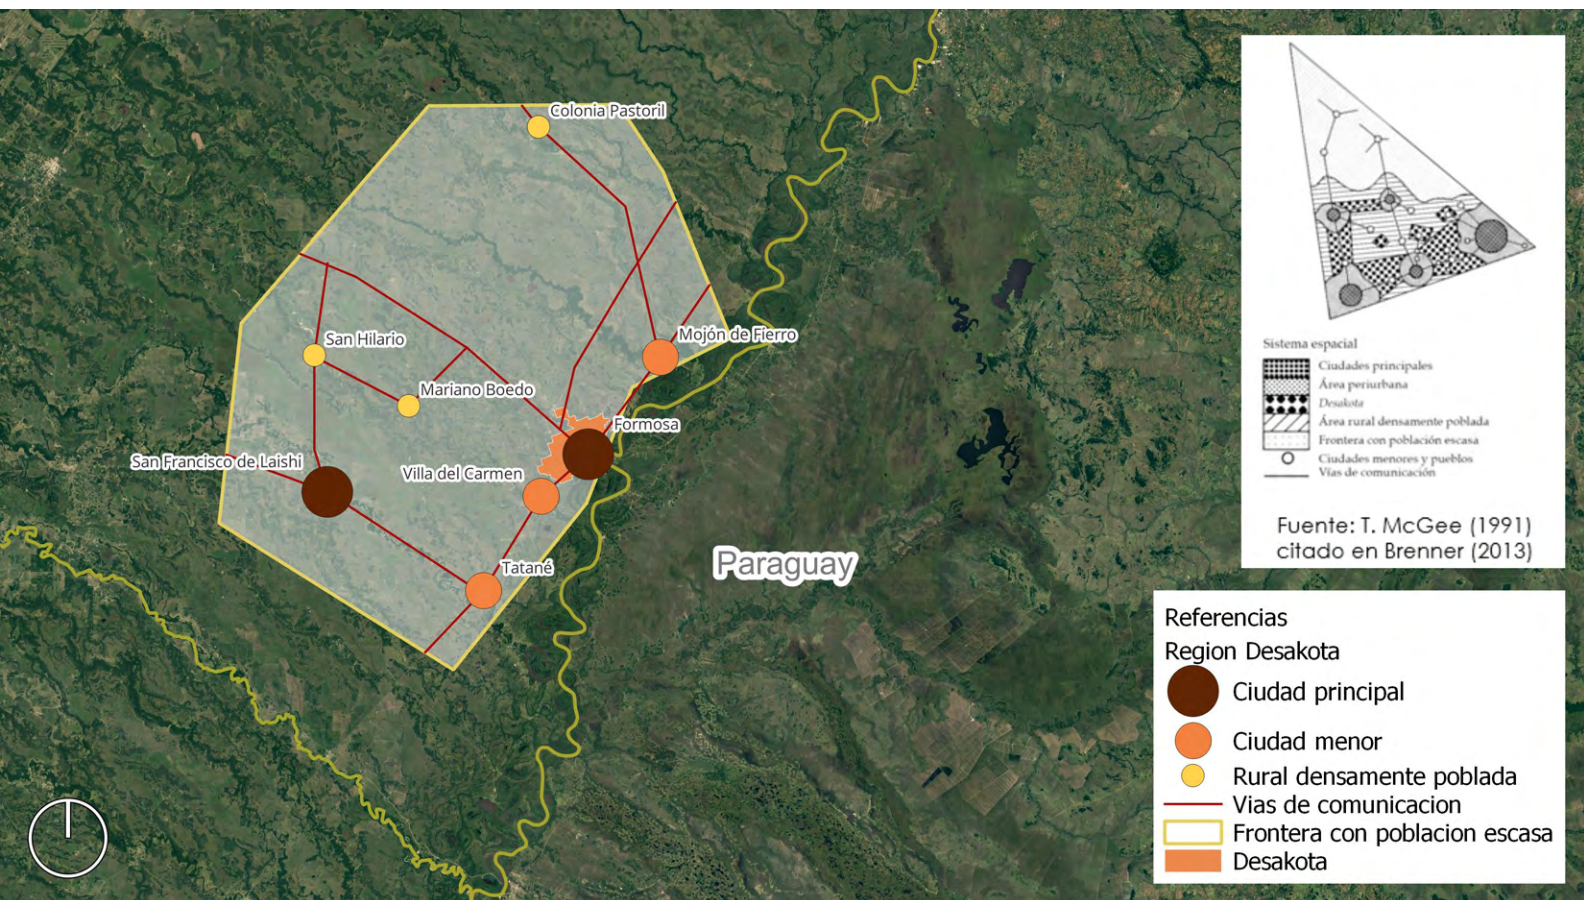 Colonia Pastoril
San Hilario
Mojón de Fierro
Mariano Boedo
Formosa
San Francisco de Laishi
Villa del Carmen
Tatané
Paraguay
Sistema espacial
Ciudades principales
Área periurbana
Desakota
Área rural densamente poblada
Frontera con población escasa
Ciudades menores y pueblos
Vías de comunicación
Fuente: T. McGee (1991)
citado en Brenner (2013)
Referencias
Region Desakota
Ciudad principal
Ciudad menor
Rural densamente poblada
Vias de comunicacion
Frontera con poblacion escasa
Desakota